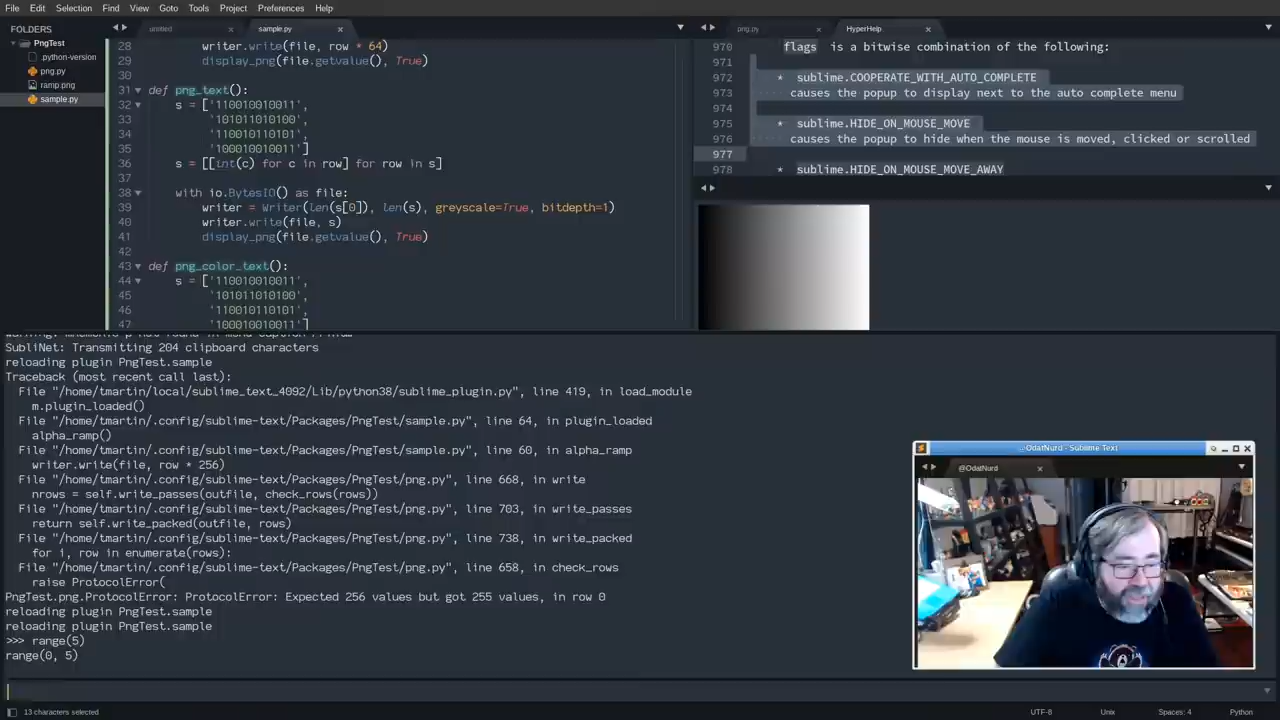 File Edit Selection Find View Goto Tools Project Preferences Help
FOLDERS
PngTest
.python-version
png.py
ramp.png
sample.py
untitled
sample.py
28 writer.write(file, row * 64)
29 display_png(file.getvalue(), True)
30
31 def png_text():
32 s = ['110010010011',
33 '101011010100',
34 '110010110101',
35 '100010010011']
36 s = [[int(c) for c in row] for row in s]
37
38 with io.BytesIO() as file:
39 writer = Writer(len(s[0]), len(s), greyscale=True, bitdepth=1)
40 writer.write(file, s)
41 display_png(file.getvalue(), True)
42
43 def png_color_text():
44 s = ['110010010011',
45 '101011010100',
46 '110010110101',
47 '100010010011']
png.py
HyperHelp
970 flags is a bitwise combination of the following:
971
972 * sublime.COOPERATE_WITH_AUTO_COMPLETE
973 causes the popup to display next to the auto complete menu
974
975 * sublime.HIDE_ON_MOUSE_MOVE
976 causes the popup to hide when the mouse is moved, clicked or scrolled
977
978 * sublime.HIDE_ON_MOUSE_MOVE_AWAY
SubliNet: Transmitting 204 clipboard characters
reloading plugin PngTest.sample
Traceback (most recent call last):
File "/home/tmartin/local/sublime_text_4092/Lib/python38/sublime_plugin.py", line 419, in load_module
m.plugin_loaded()
File "/home/tmartin/.config/sublime-text/Packages/PngTest/sample.py", line 64, in plugin_loaded
alpha_ramp()
File "/home/tmartin/.config/sublime-text/Packages/PngTest/sample.py", line 60, in alpha_ramp
writer.write(file, row * 256)
File "/home/tmartin/.config/sublime-text/Packages/PngTest/png.py", line 668, in write
nrows = self.write_passes(outfile, check_rows(rows))
File "/home/tmartin/.config/sublime-text/Packages/PngTest/png.py", line 703, in write_passes
return self.write_packed(outfile, rows)
File "/home/tmartin/.config/sublime-text/Packages/PngTest/png.py", line 738, in write_packed
for i, row in enumerate(rows):
File "/home/tmartin/.config/sublime-text/Packages/PngTest/png.py", line 658, in check_rows
raise ProtocolError(
PngTest.png.ProtocolError: ProtocolError: Expected 256 values but got 255 values, in row 0
reloading plugin PngTest.sample
reloading plugin PngTest.sample
>>> range(5)
range(0, 5)
@OdatNurd - Sublime Text
@OdatNurd
13 characters selected
UTF-8 Unix Spaces: 4 Python